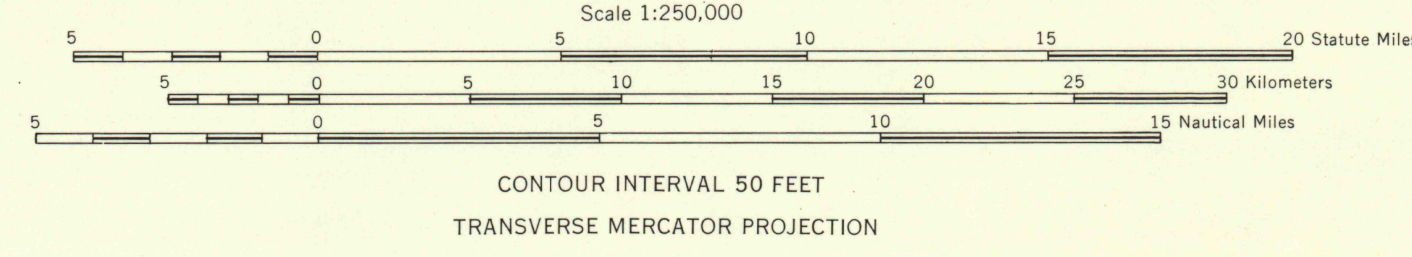 Scale 1:250,000
5 0 5 10 15 20 Statute Miles
5 0 5 10 15 20 25 30 Kilometers
5 0 5 10 15 Nautical Miles
CONTOUR INTERVAL 50 FEET
TRANSVERSE MERCATOR PROJECTION